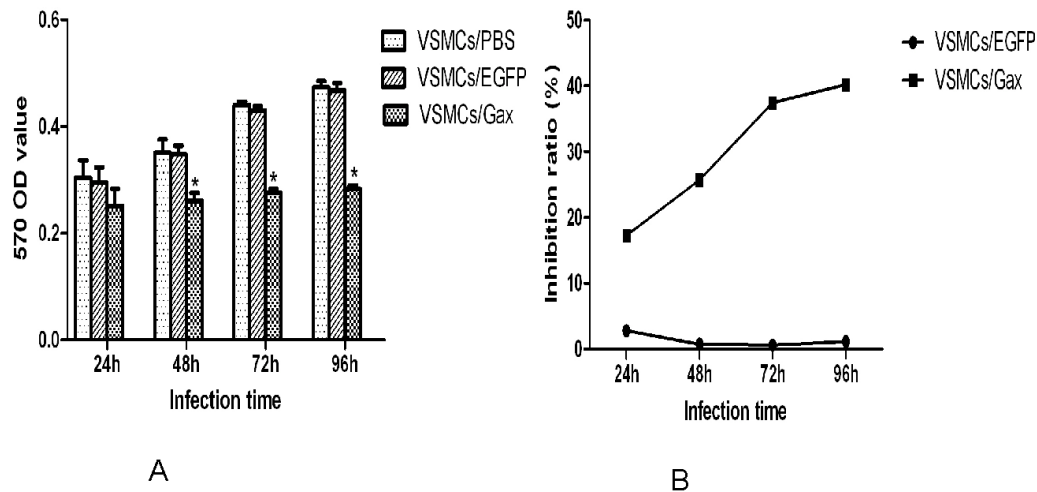 0.6
0.4
0.2
0.0
570 OD value
* * *
24h 48h 72h 96h
Infection time
VSMCs/PBS
VSMCs/EGFP
VSMCs/Gax
A
50
40
30
20
10
0
Inhibition ratio (%)
24h 48h 72h 96h
Infection time
VSMCs/EGFP
VSMCs/Gax
B